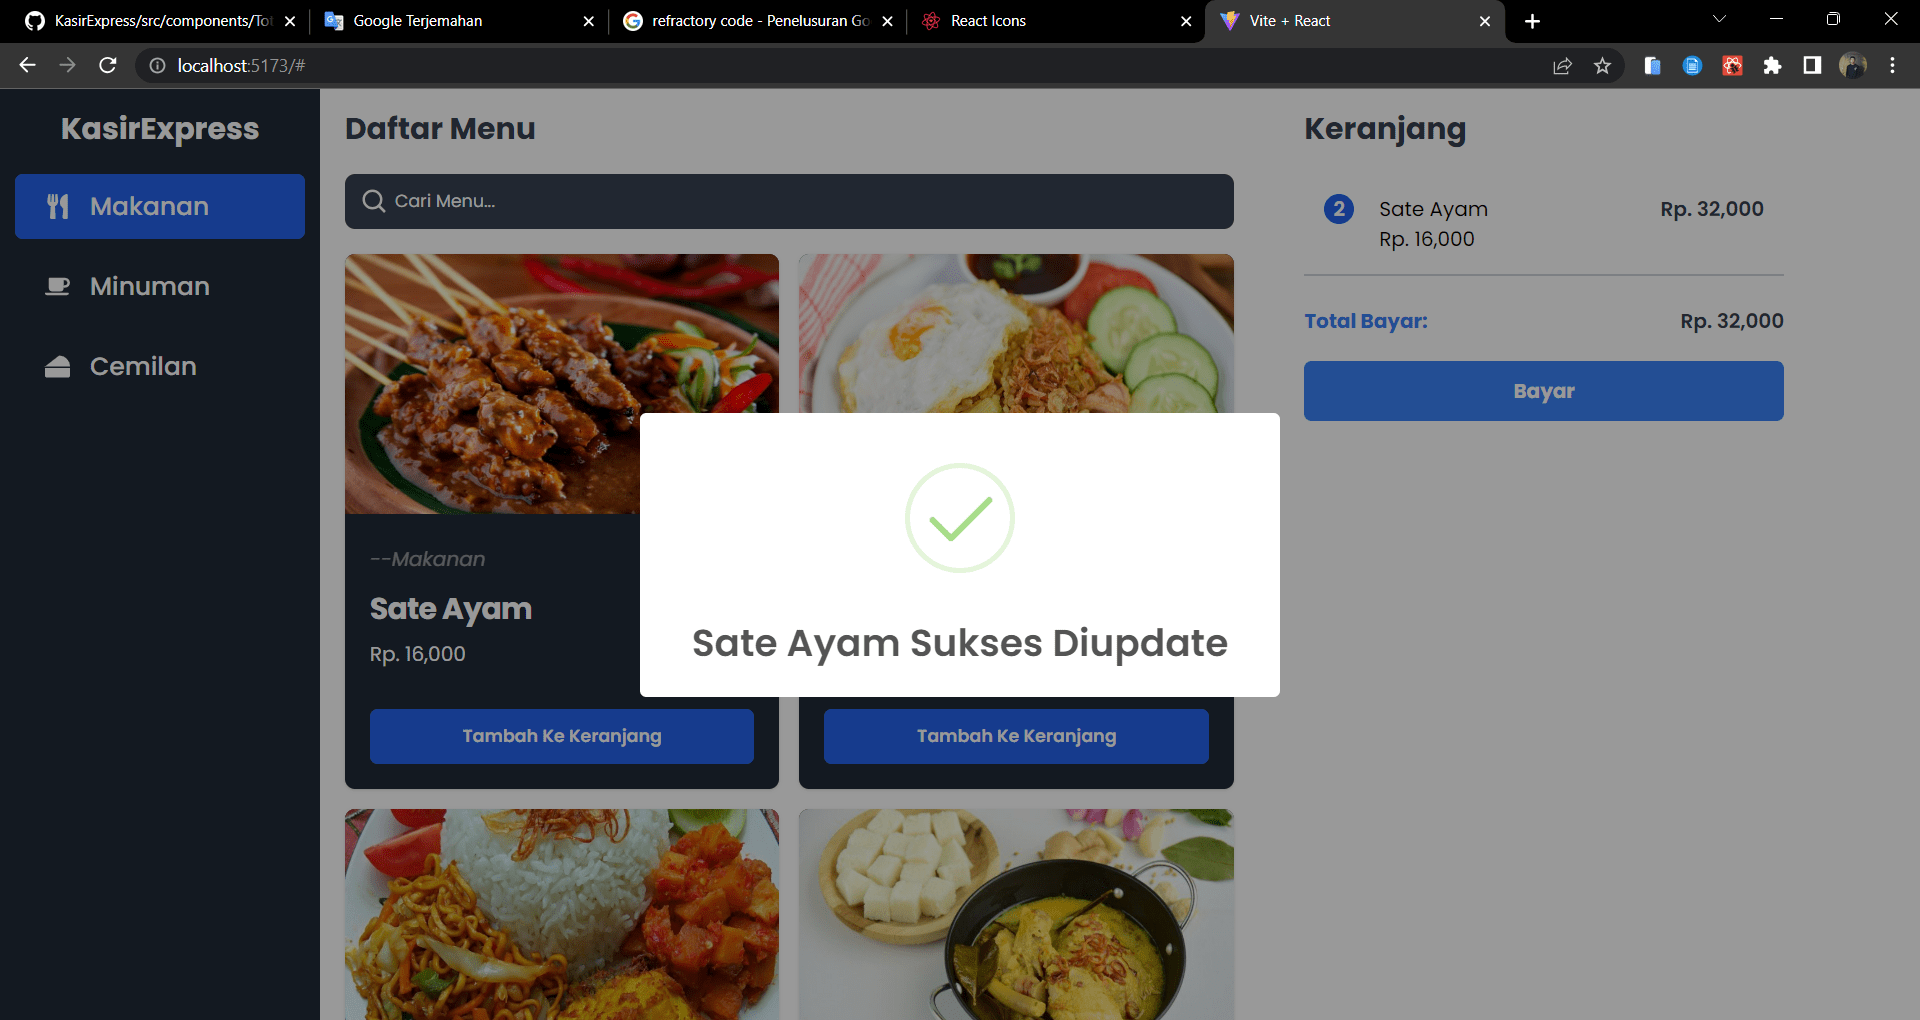 KasirExpress/src/components/To
Google Terjemahan
refractory code - Penelusuran Go
React Icons
Vite + React
localhost:5173/#
KasirExpress
Makanan
Minuman
Cemilan
Daftar Menu
Cari Menu...
--Makanan
Sate Ayam
Rp. 16,000
Tambah Ke Keranjang
Tambah Ke Keranjang
Sate Ayam Sukses Diupdate
Keranjang
2 Sate Ayam Rp. 32,000
Rp. 16,000
Total Bayar: Rp. 32,000
Bayar